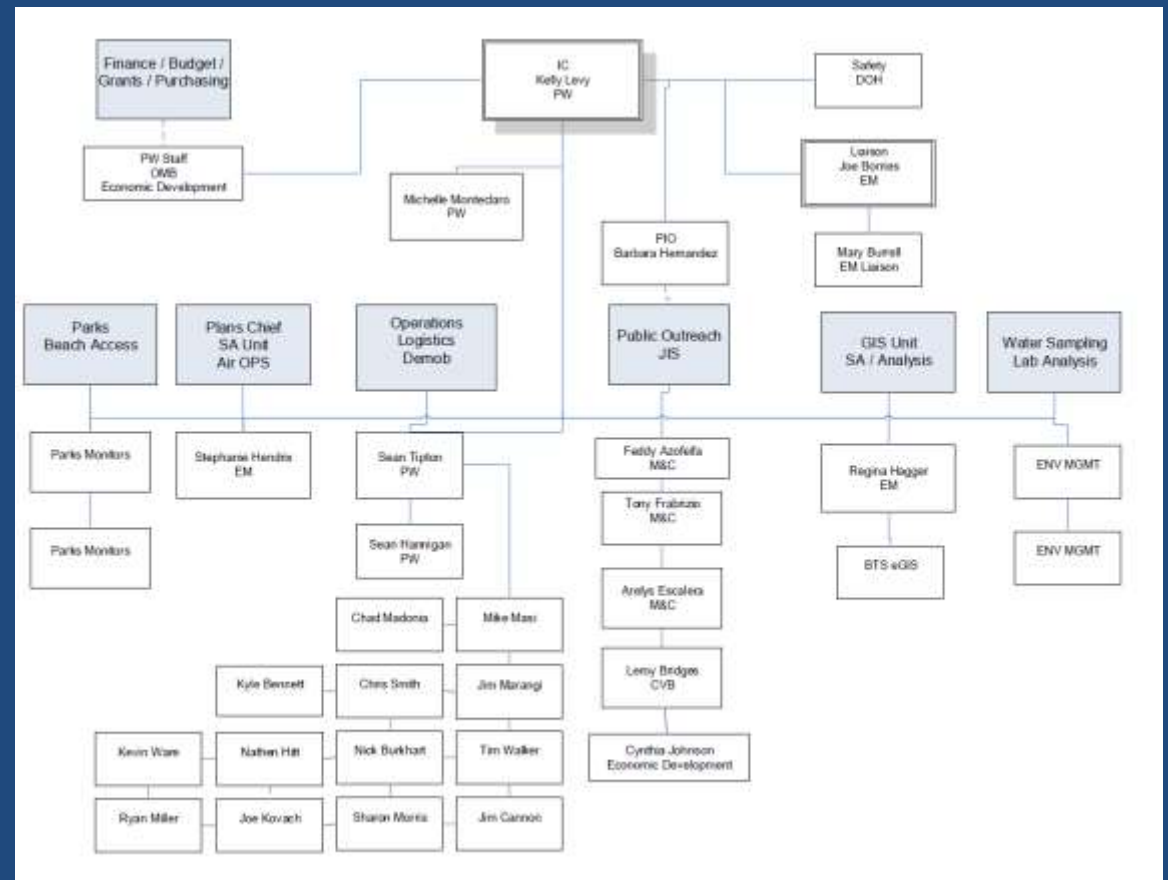 Finance / Budget /
Grants / Purchasing
IC
Kelly Levy
PW
Safety
DOH
PW Staff
OMB
Economic Development
Liaison
Joe Borries
EM
Michelle Monteclaro
PW
PIO
Barbara Hernandez
Mary Burrell
EM Liaison
Parks
Beach Access
Plans Chief
SA Unit
Air OPS
Operations
Logistics
Demob
Public Outreach
JIS
GIS Unit
SA / Analysis
Water Sampling
Lab Analysis
Parks Monitors
Stephanie Hendrix
EM
Sean Tipton
PW
Feddy Azofeifa
M&C
Regina Hagger
EM
ENV MGMT
Parks Monitors
Sean Hannigan
PW
Tony Frabrizio
M&C
BTS eGIS
ENV MGMT
Arelys Escalera
M&C
Chad Madonia
Mike Masi
Kyle Bennett
Chris Smith
Jim Marangi
Leroy Bridges
CVB
Kevin Ware
Nathen Hitt
Nick Burkhart
Tim Walker
Cynthia Johnson
Economic Development
Ryan Miller
Joe Kovach
Sharon Morris
Jim Cannon